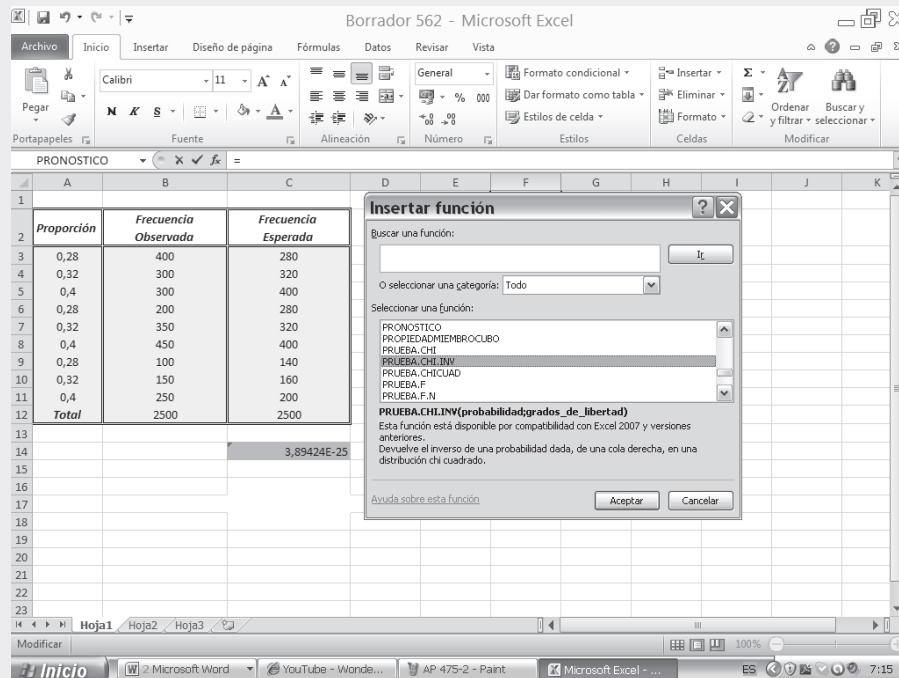 Borrador 562 - Microsoft Excel
Archivo Inicio Insertar Diseño de página Fórmulas Datos Revisar Vista
Pegar
Calibri 11
N K S
A A
A
General
% 000
Formato condicional
Dar formato como tabla
Estilos de celda
Insertar
Eliminar
Formato
Σ
Ordenar y filtrar
Buscar y seleccionar
Portapapeles Fuente Alineación Número Estilos Celdas Modificar
PRONOSTICO fx =
A B C D E F G H I J K
1
2 Proporción Frecuencia Observada Frecuencia Esperada
3 0,28 400 280
4 0,32 300 320
5 0,4 300 400
6 0,28 200 280
7 0,32 350 320
8 0,4 450 400
9 0,28 100 140
10 0,32 150 160
11 0,4 250 200
12 Total 2500 2500
13
14 3,89424E-25
15
16
17
18
19
20
21
22
23
Insertar función
Buscar una función:
Ir
O seleccionar una categoría: Todo
Seleccionar una función:
PRONOSTICO
PROPIEDADMIEMBROCUBO
PRUEBA.CHI
PRUEBA.CHI.INV
PRUEBA.CHICUAD
PRUEBA.F
PRUEBA.F.N
PRUEBA.CHI.INV(probabilidad;grados_de_libertad)
Esta función está disponible por compatibilidad con Excel 2007 y versiones
anteriores.
Devuelve el inverso de una probabilidad dada, de una cola derecha, en una
distribución chi cuadrado.
Ayuda sobre esta función
Aceptar Cancelar
Hoja1 Hoja2 Hoja3
Modificar 100%
Inicio 2 Microsoft Word YouTube - Wonde... AP 475-2 - Paint Microsoft Excel - ... ES 7:15